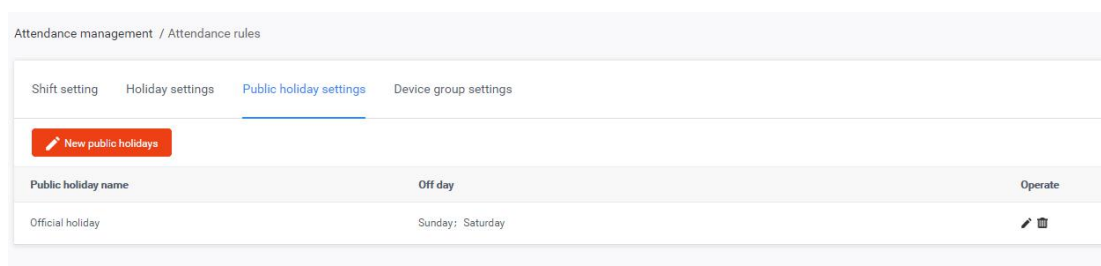 Attendance management / Attendance rules
Shift setting Holiday settings Public holiday settings Device group settings
New public holidays
Public holiday name Off day Operate
Official holiday Sunday; Saturday